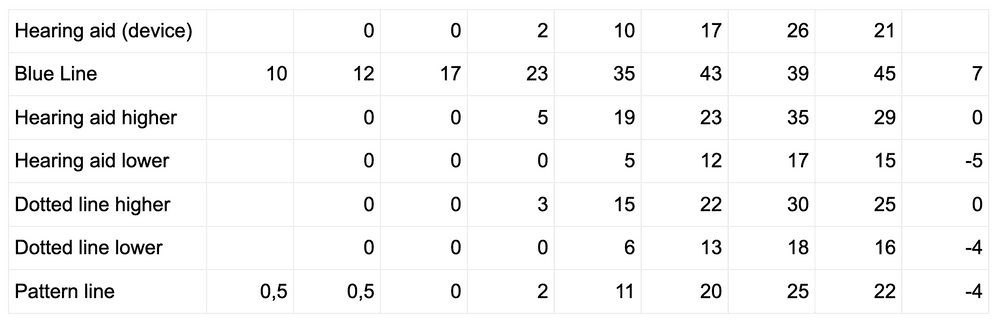 Hearing aid (device) 0 0 2 10 17 26 21
Blue Line 10 12 17 23 35 43 39 45 7
Hearing aid higher 0 0 5 19 23 35 29 0
Hearing aid lower 0 0 0 5 12 17 15 -5
Dotted line higher 0 0 3 15 22 30 25 0
Dotted line lower 0 0 0 6 13 18 16 -4
Pattern line 0,5 0,5 0 2 11 20 25 22 -4